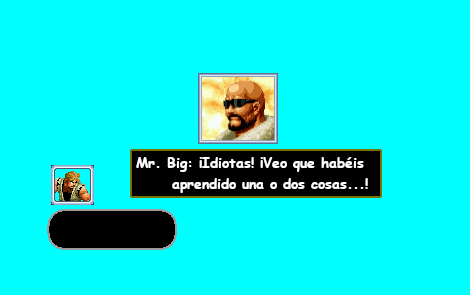 Mr. Big: ¡Idiotas! ¡Veo que habéis
aprendido una o dos cosas...!